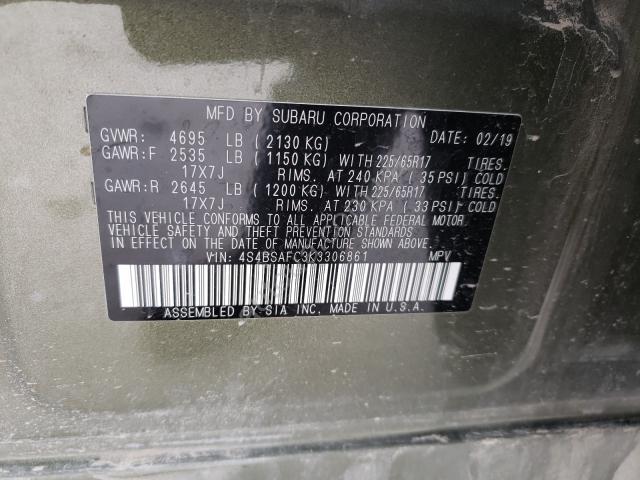 MFD BY SUBARU CORPORATION
GVWR: 4695 LB (2130 KG) DATE: 02/19
GAWR:F 2535 LB (1150 KG) WITH 225/65R17 TIRES.
17X7J RIMS. AT 240 KPA (35 PSI) COLD
GAWR:R 2645 LB (1200 KG) WITH 225/65R17 TIRES.
17X7J RIMS. AT 230 KPA (33 PSI) COLD
THIS VEHICLE CONFORMS TO ALL APPLICABLE FEDERAL MOTOR
VEHICLE SAFETY AND THEFT PREVENTION STANDARDS
IN EFFECT ON THE DATE OF MANUFACTURE SHOWN ABOVE.
VIN: 4S4BSAFC3K3306861 MPV
ASSEMBLED BY SIA INC. MADE IN U.S.A.